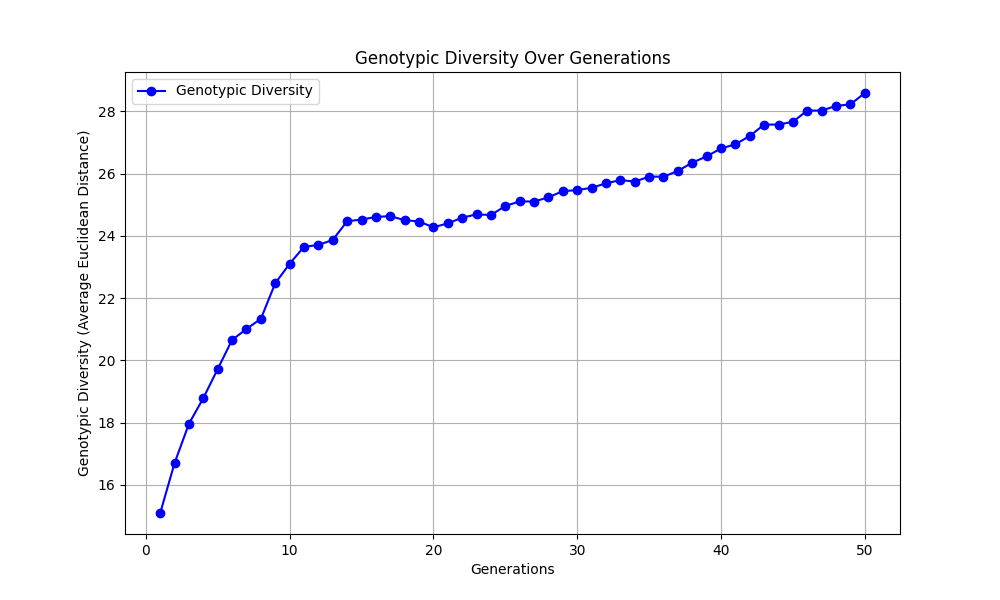 Genotypic Diversity Over Generations
Genotypic Diversity
Genotypic Diversity (Average Euclidean Distance)
28
26
24
22
20
18
16
0 10 20 30 40 50
Generations